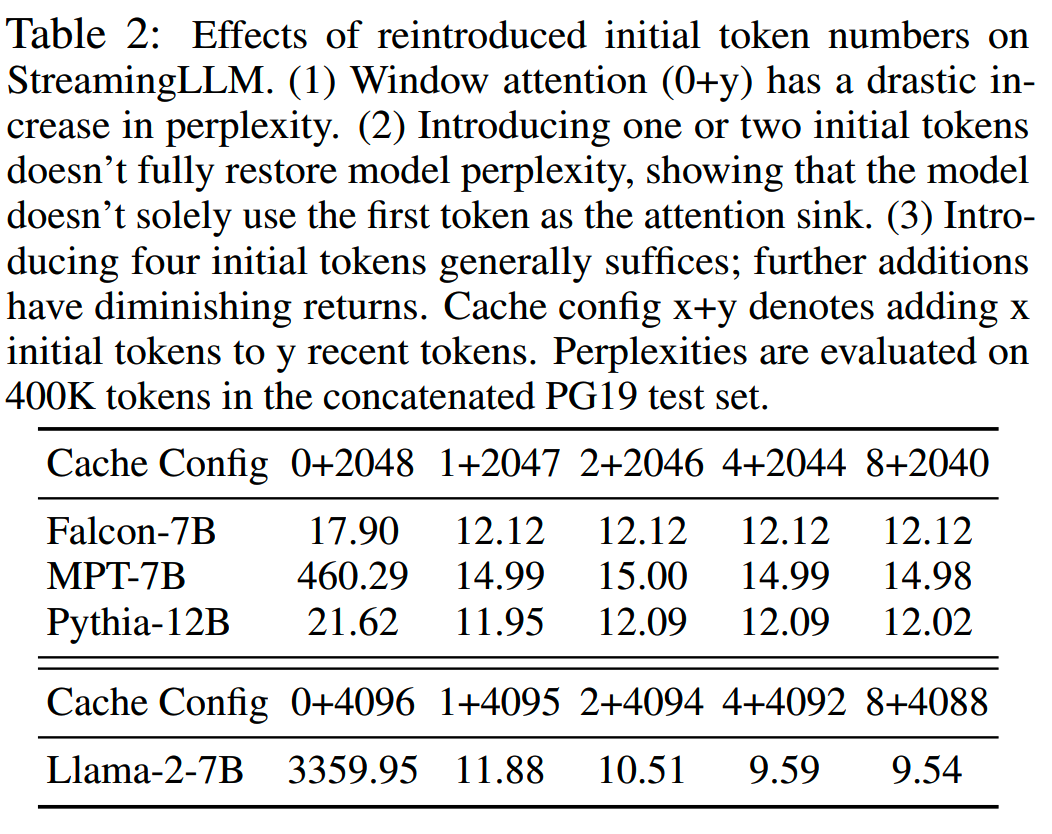 Table 2: Effects of reintroduced initial token numbers on
StreamingLLM. (1) Window attention (0+y) has a drastic in-
crease in perplexity. (2) Introducing one or two initial tokens
doesn't fully restore model perplexity, showing that the model
doesn't solely use the first token as the attention sink. (3) Intro-
ducing four initial tokens generally suffices; further additions
have diminishing returns. Cache config x+y denotes adding x
initial tokens to y recent tokens. Perplexities are evaluated on
400K tokens in the concatenated PG19 test set.
Cache Config 0+2048 1+2047 2+2046 4+2044 8+2040
Falcon-7B 17.90 12.12 12.12 12.12 12.12
MPT-7B 460.29 14.99 15.00 14.99 14.98
Pythia-12B 21.62 11.95 12.09 12.09 12.02
Cache Config 0+4096 1+4095 2+4094 4+4092 8+4088
Llama-2-7B 3359.95 11.88 10.51 9.59 9.54